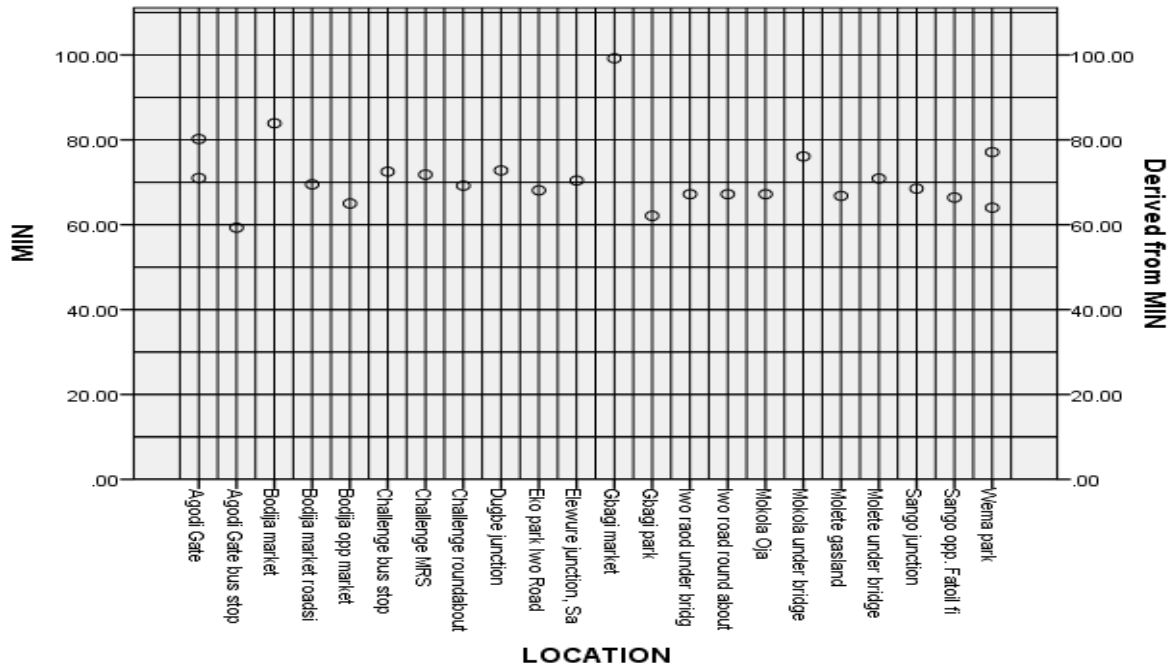 100.00
80.00
60.00
40.00
20.00
.00
MIN
100.00
80.00
60.00
40.00
20.00
.00
Derived from MIN
Agodi Gate
Agodi Gate bus stop
Bodija market
Bodija market roadsi
Bodija opp market
Challenge bus stop
Challenge MRS
Challenge roundabout
Dugbe junction
Eko park Iwo Road
Elewure junction, Sa
Gbagi market
Gbagi park
Iwo raod under bridg
Iwo road round about
Mokola Oja
Mokola under bridge
Molete gasland
Molete under bridge
Sango junction
Sango opp. Fatoil fi
Wema park
LOCATION